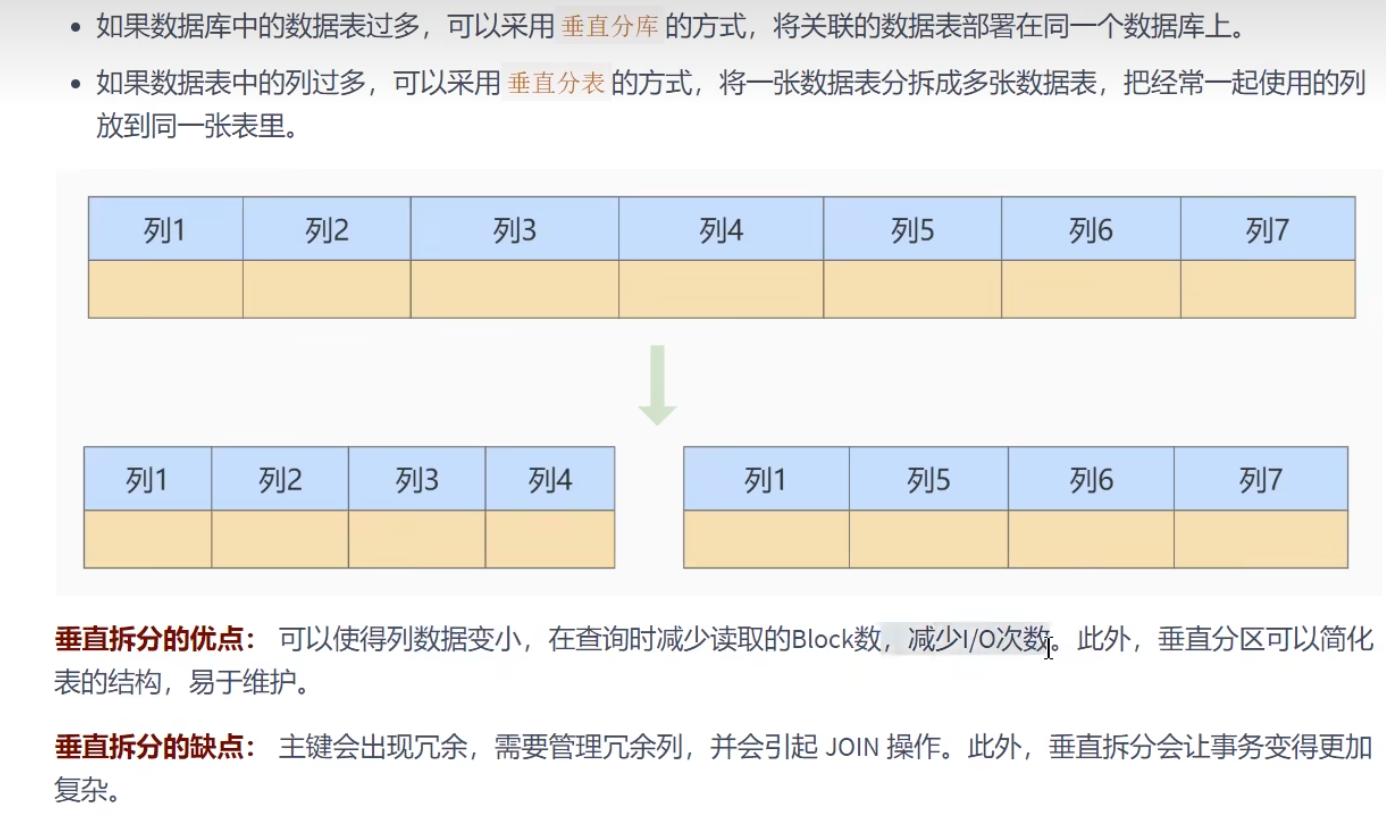 • 如果数据库中的数据表过多，可以采用 垂直分库 的方式，将关联的数据表部署在同一个数据库上。
• 如果数据表中的列过多，可以采用 垂直分表 的方式，将一张数据表分拆成多张数据表，把经常一起使用的列
放到同一张表里。
列1 列2 列3 列4 列5 列6 列7
列1 列2 列3 列4 列1 列5 列6 列7
垂直拆分的优点： 可以使得列数据变小，在查询时减少读取的Block数，减少I/O次数。此外，垂直分区可以简化
表的结构，易于维护。
垂直拆分的缺点： 主键会出现冗余，需要管理冗余列，并会引起 JOIN 操作。此外，垂直拆分会让事务变得更加
复杂。